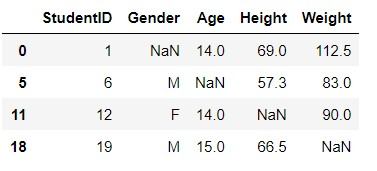 StudentID Gender Age Height Weight
0 1 NaN 14.0 69.0 112.5
5 6 M NaN 57.3 83.0
11 12 F 14.0 NaN 90.0
18 19 M 15.0 66.5 NaN